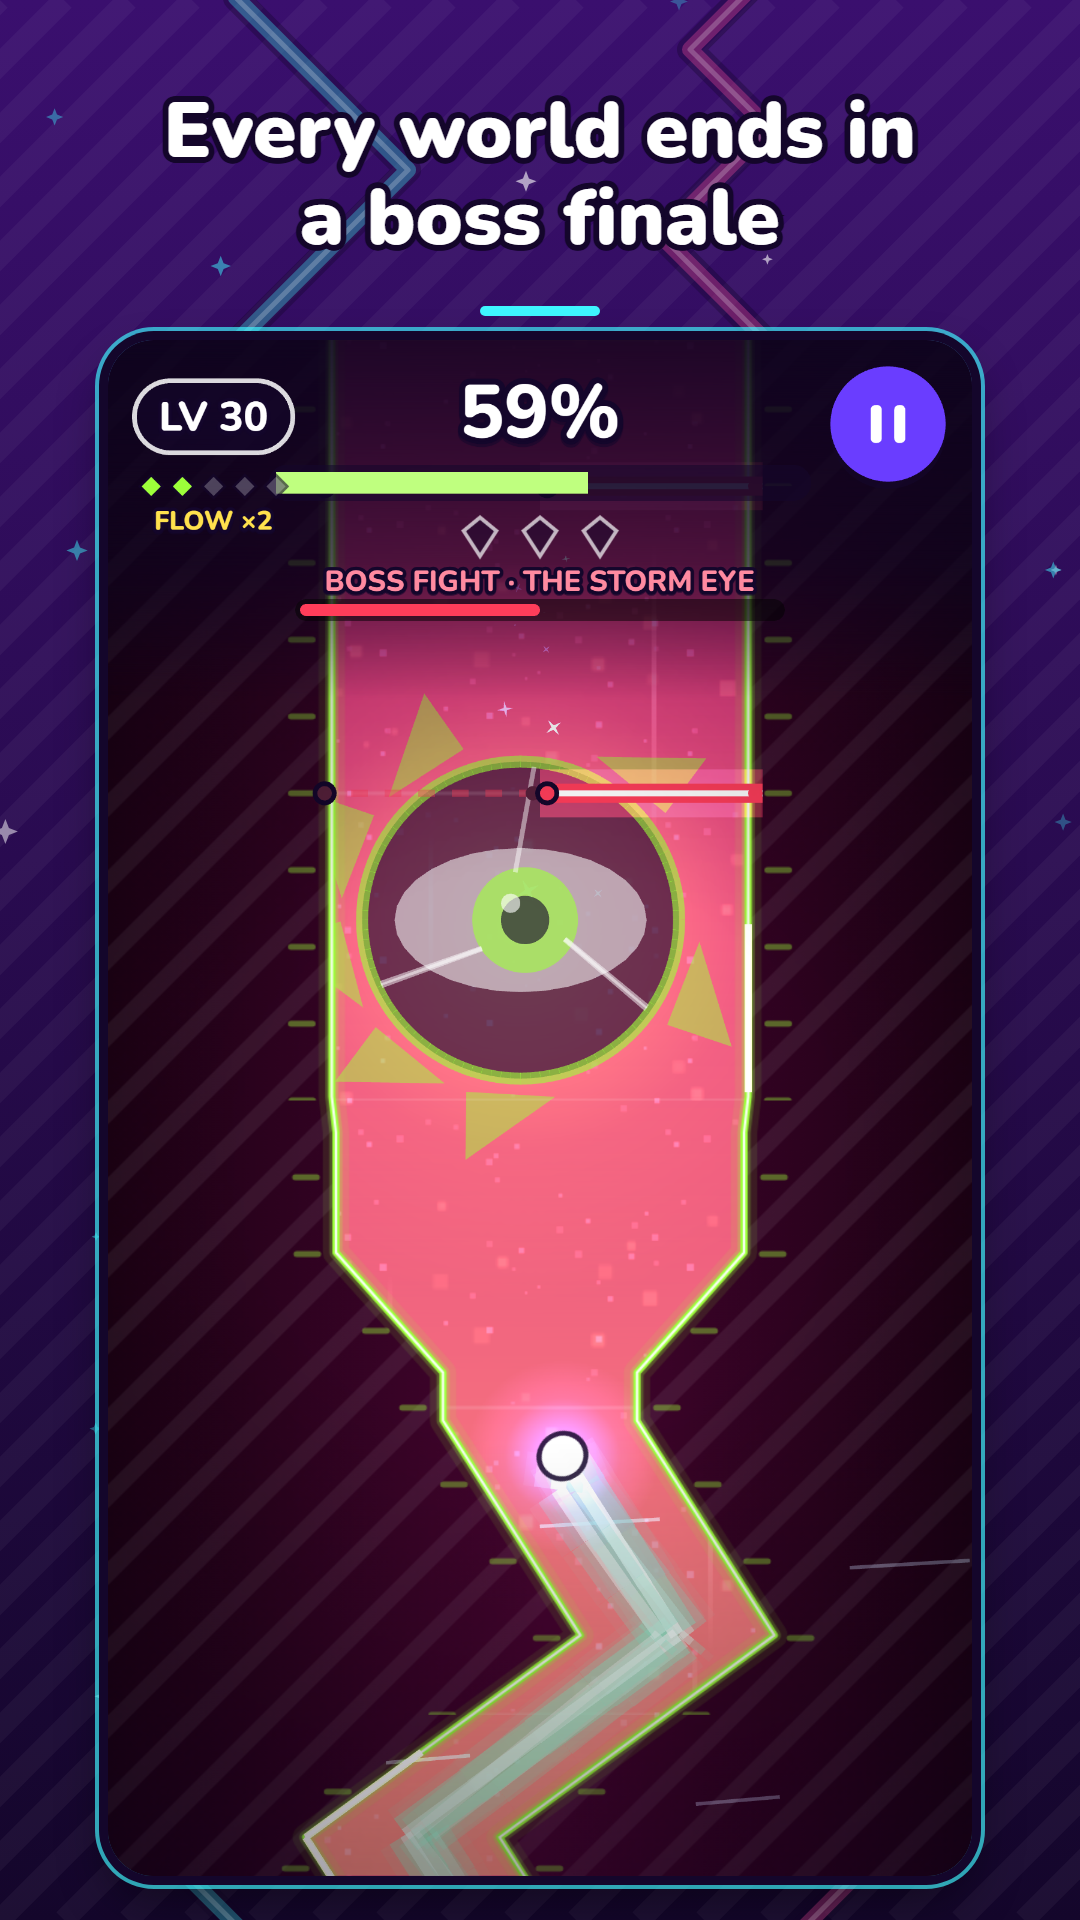 Every world ends in
a boss finale
LV 30
59%
FLOW ×2
BOSS FIGHT · THE STORM EYE